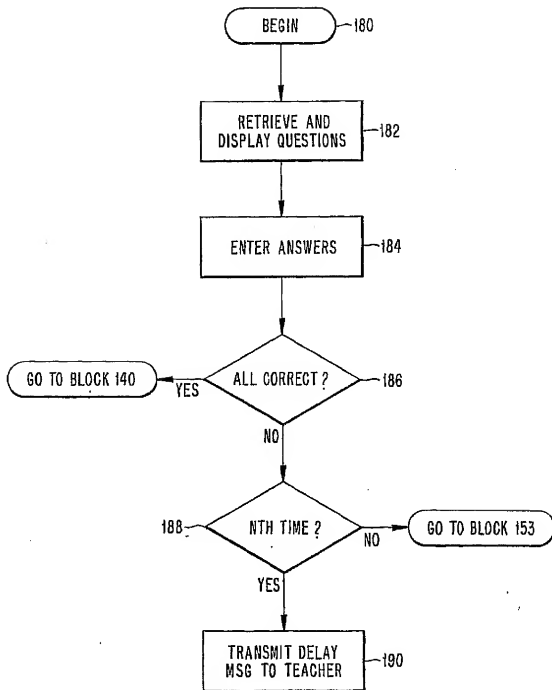 BEGIN
180
RETRIEVE AND
DISPLAY QUESTIONS
182
ENTER ANSWERS
184
GO TO BLOCK 140
YES
ALL CORRECT?
186
NO
188
NTH TIME?
NO
GO TO BLOCK 153
YES
TRANSMIT DELAY
MSG TO TEACHER
190